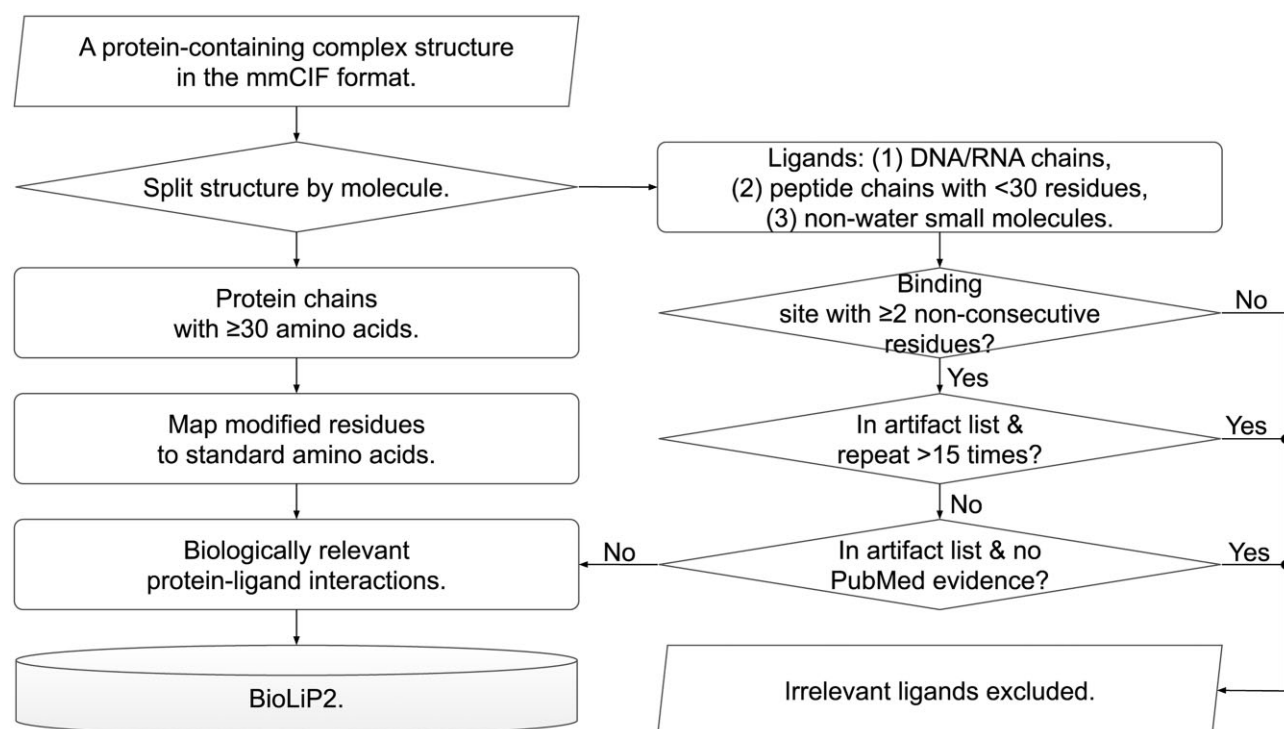 A protein-containing complex structure
in the mmCIF format.
Split structure by molecule.
Ligands: (1) DNA/RNA chains,
(2) peptide chains with <30 residues,
(3) non-water small molecules.
Protein chains
with ≥30 amino acids.
Binding
site with ≥2 non-consecutive
residues?
No
Yes
Map modified residues
to standard amino acids.
In artifact list &
repeat >15 times?
Yes
No
Biologically relevant
protein-ligand interactions.
No
In artifact list & no
PubMed evidence?
Yes
BioLiP2.
Irrelevant ligands excluded.